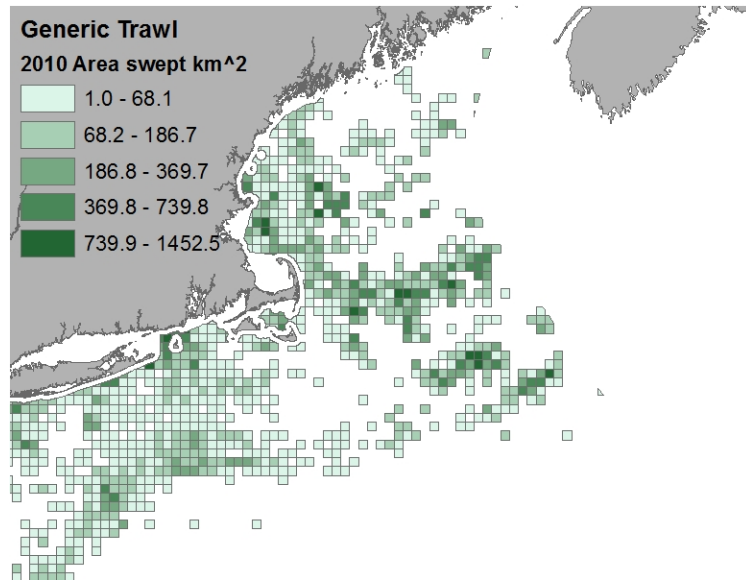 Generic Trawl
2010 Area swept km^2
1.0 - 68.1
68.2 - 186.7
186.8 - 369.7
369.8 - 739.8
739.9 - 1452.5